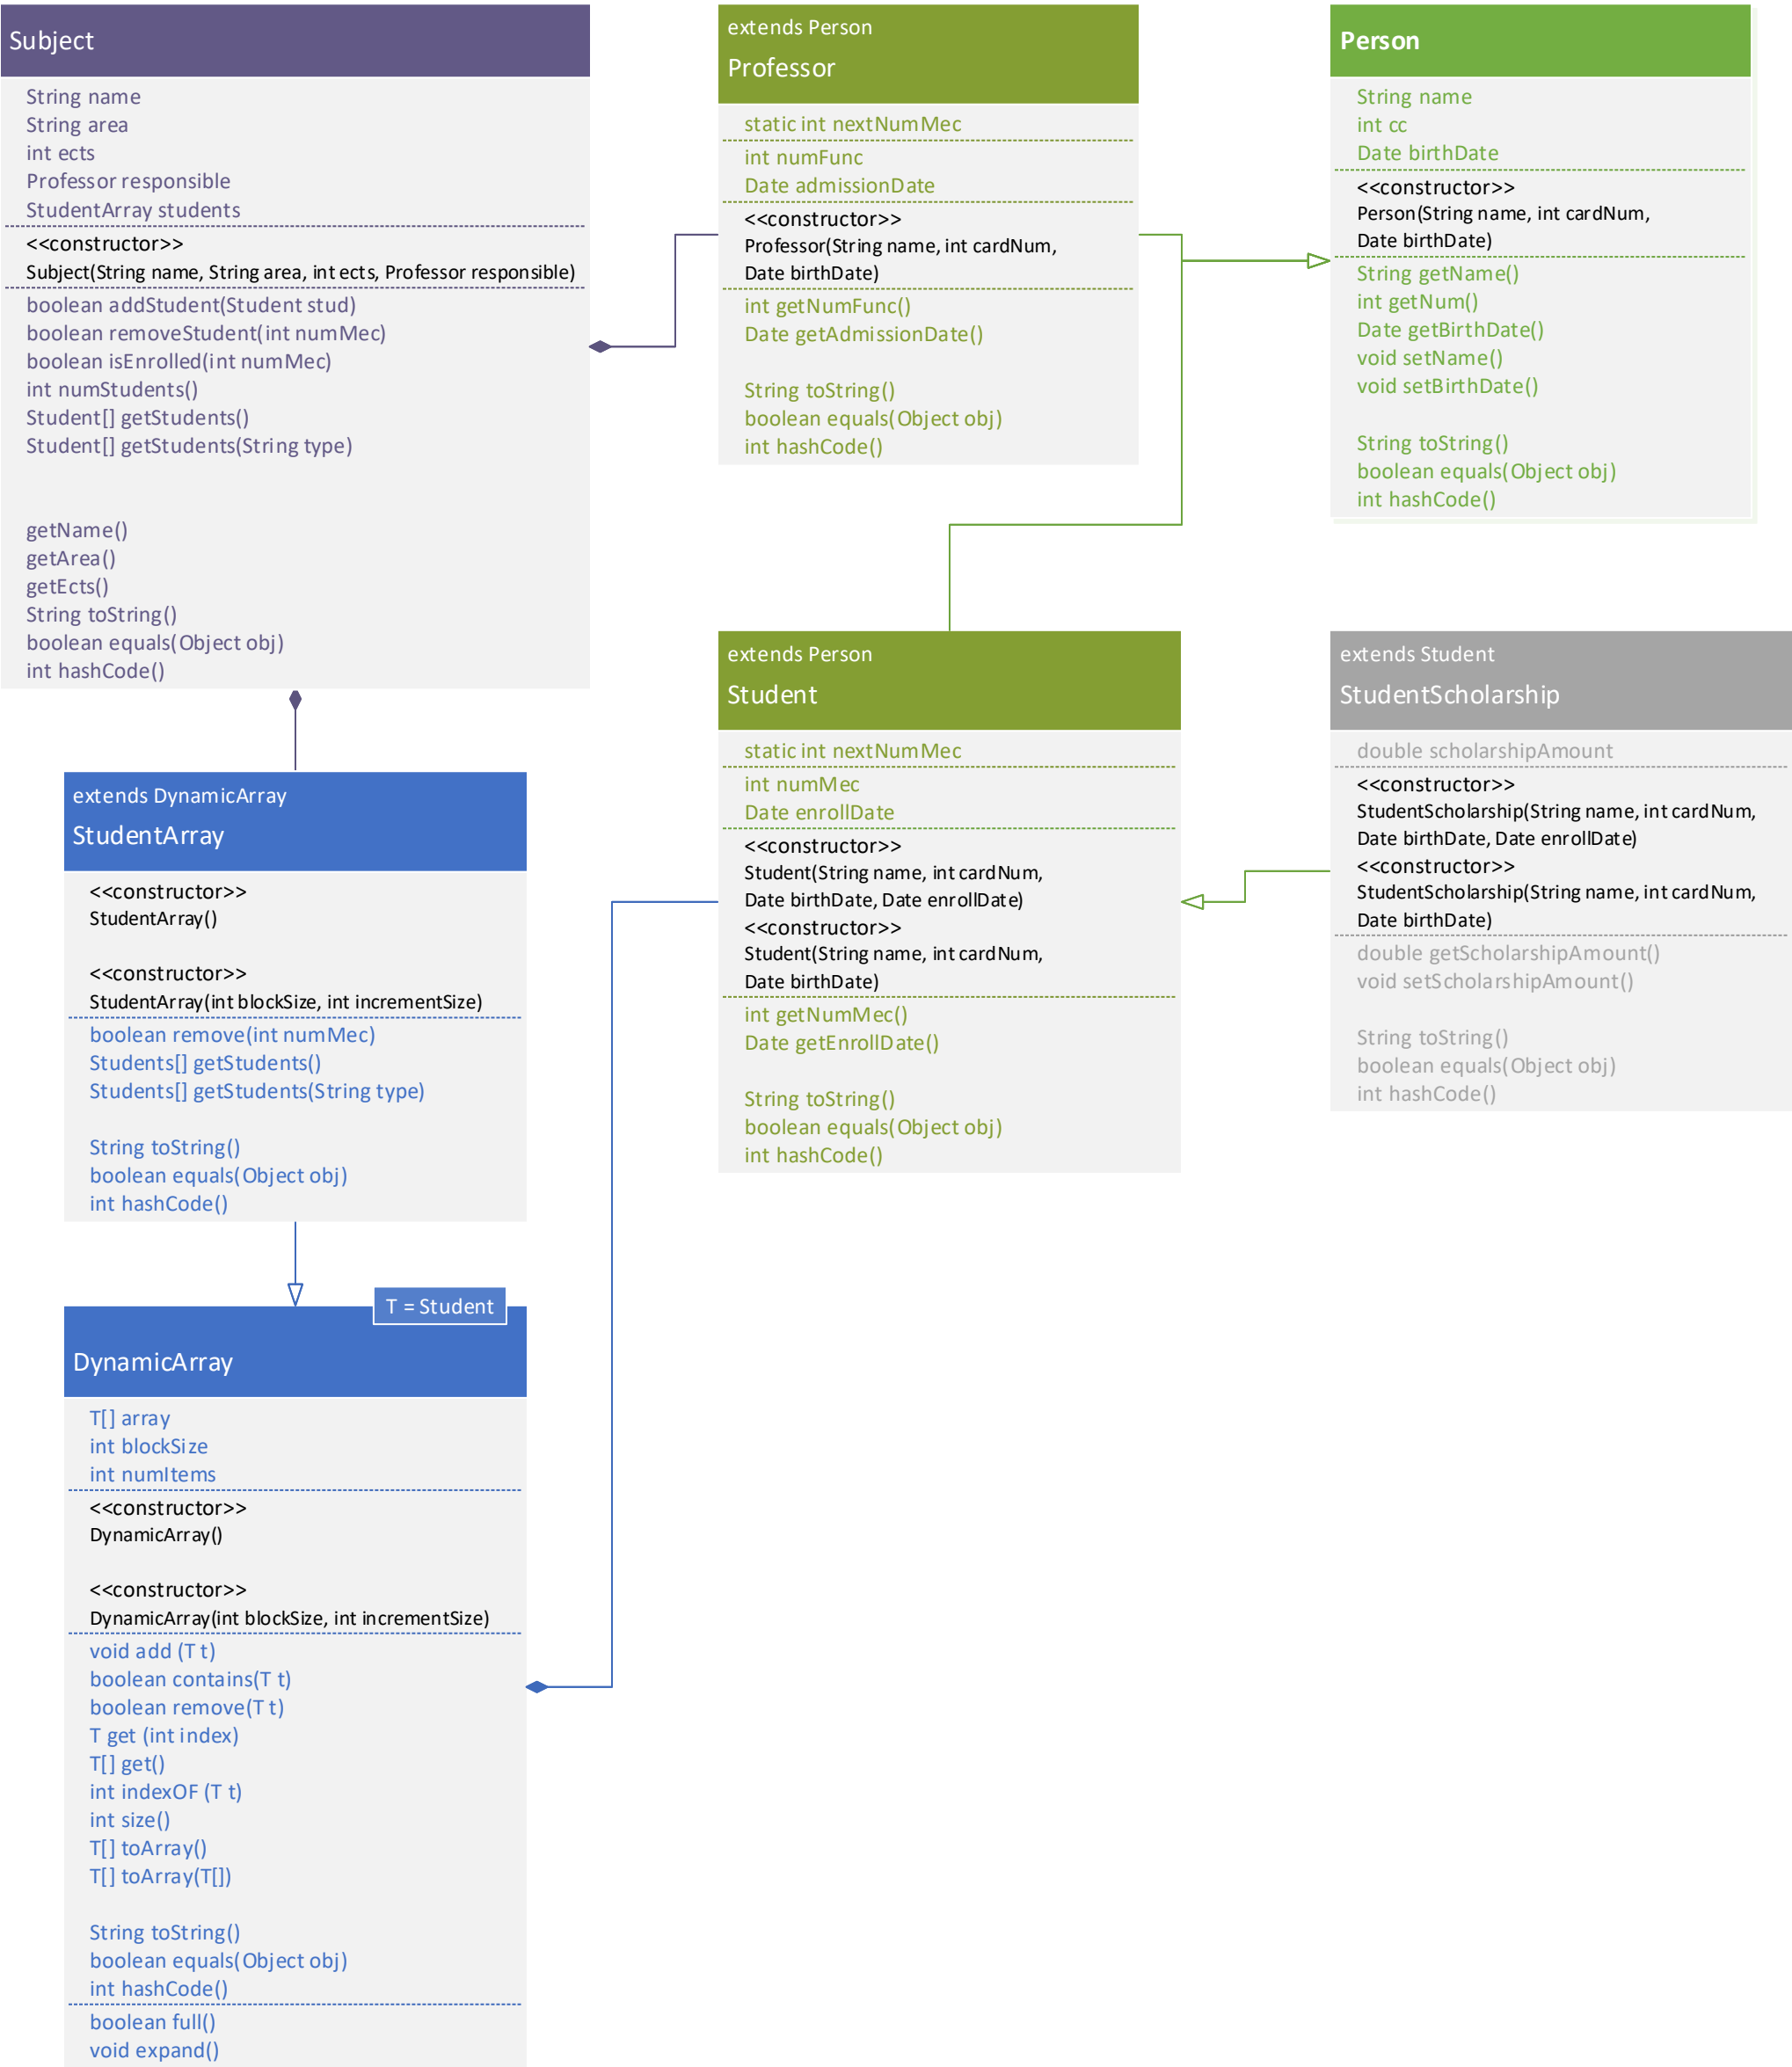 Subject
String name
String area
int ects
Professor responsible
StudentArray students
<<constructor>>
Subject(String name, String area, int ects, Professor responsible)
boolean addStudent(Student stud)
boolean removeStudent(int numMec)
boolean isEnrolled(int numMec)
int numStudents()
Student[] getStudents()
Student[] getStudents(String type)
getName()
getArea()
getEcts()
String toString()
boolean equals(Object obj)
int hashCode()
extends Person
Professor
static int nextNumMec
int numFunc
Date admissionDate
<<constructor>>
Professor(String name, int cardNum,
Date birthDate)
int getNumFunc()
Date getAdmissionDate()
String toString()
boolean equals(Object obj)
int hashCode()
Person
String name
int cc
Date birthDate
<<constructor>>
Person(String name, int cardNum,
Date birthDate)
String getName()
int getNum()
Date getBirthDate()
void setName()
void setBirthDate()
String toString()
boolean equals(Object obj)
int hashCode()
extends Person
Student
static int nextNumMec
int numMec
Date enrollDate
<<constructor>>
Student(String name, int cardNum,
Date birthDate, Date enrollDate)
<<constructor>>
Student(String name, int cardNum,
Date birthDate)
int getNumMec()
Date getEnrollDate()
String toString()
boolean equals(Object obj)
int hashCode()
extends Student
StudentScholarship
double scholarshipAmount
<<constructor>>
StudentScholarship(String name, int cardNum,
Date birthDate, Date enrollDate)
<<constructor>>
StudentScholarship(String name, int cardNum,
Date birthDate)
double getScholarshipAmount()
void setScholarshipAmount()
String toString()
boolean equals(Object obj)
int hashCode()
extends DynamicArray
StudentArray
<<constructor>>
StudentArray()
<<constructor>>
StudentArray(int blockSize, int incrementSize)
boolean remove(int numMec)
Students[] getStudents()
Students[] getStudents(String type)
String toString()
boolean equals(Object obj)
int hashCode()
T = Student
DynamicArray
T[] array
int blockSize
int numItems
<<constructor>>
DynamicArray()
<<constructor>>
DynamicArray(int blockSize, int incrementSize)
void add (T t)
boolean contains(T t)
boolean remove(T t)
T get (int index)
T[] get()
int indexOF (T t)
int size()
T[] toArray()
T[] toArray(T[])
String toString()
boolean equals(Object obj)
int hashCode()
boolean full()
void expand()